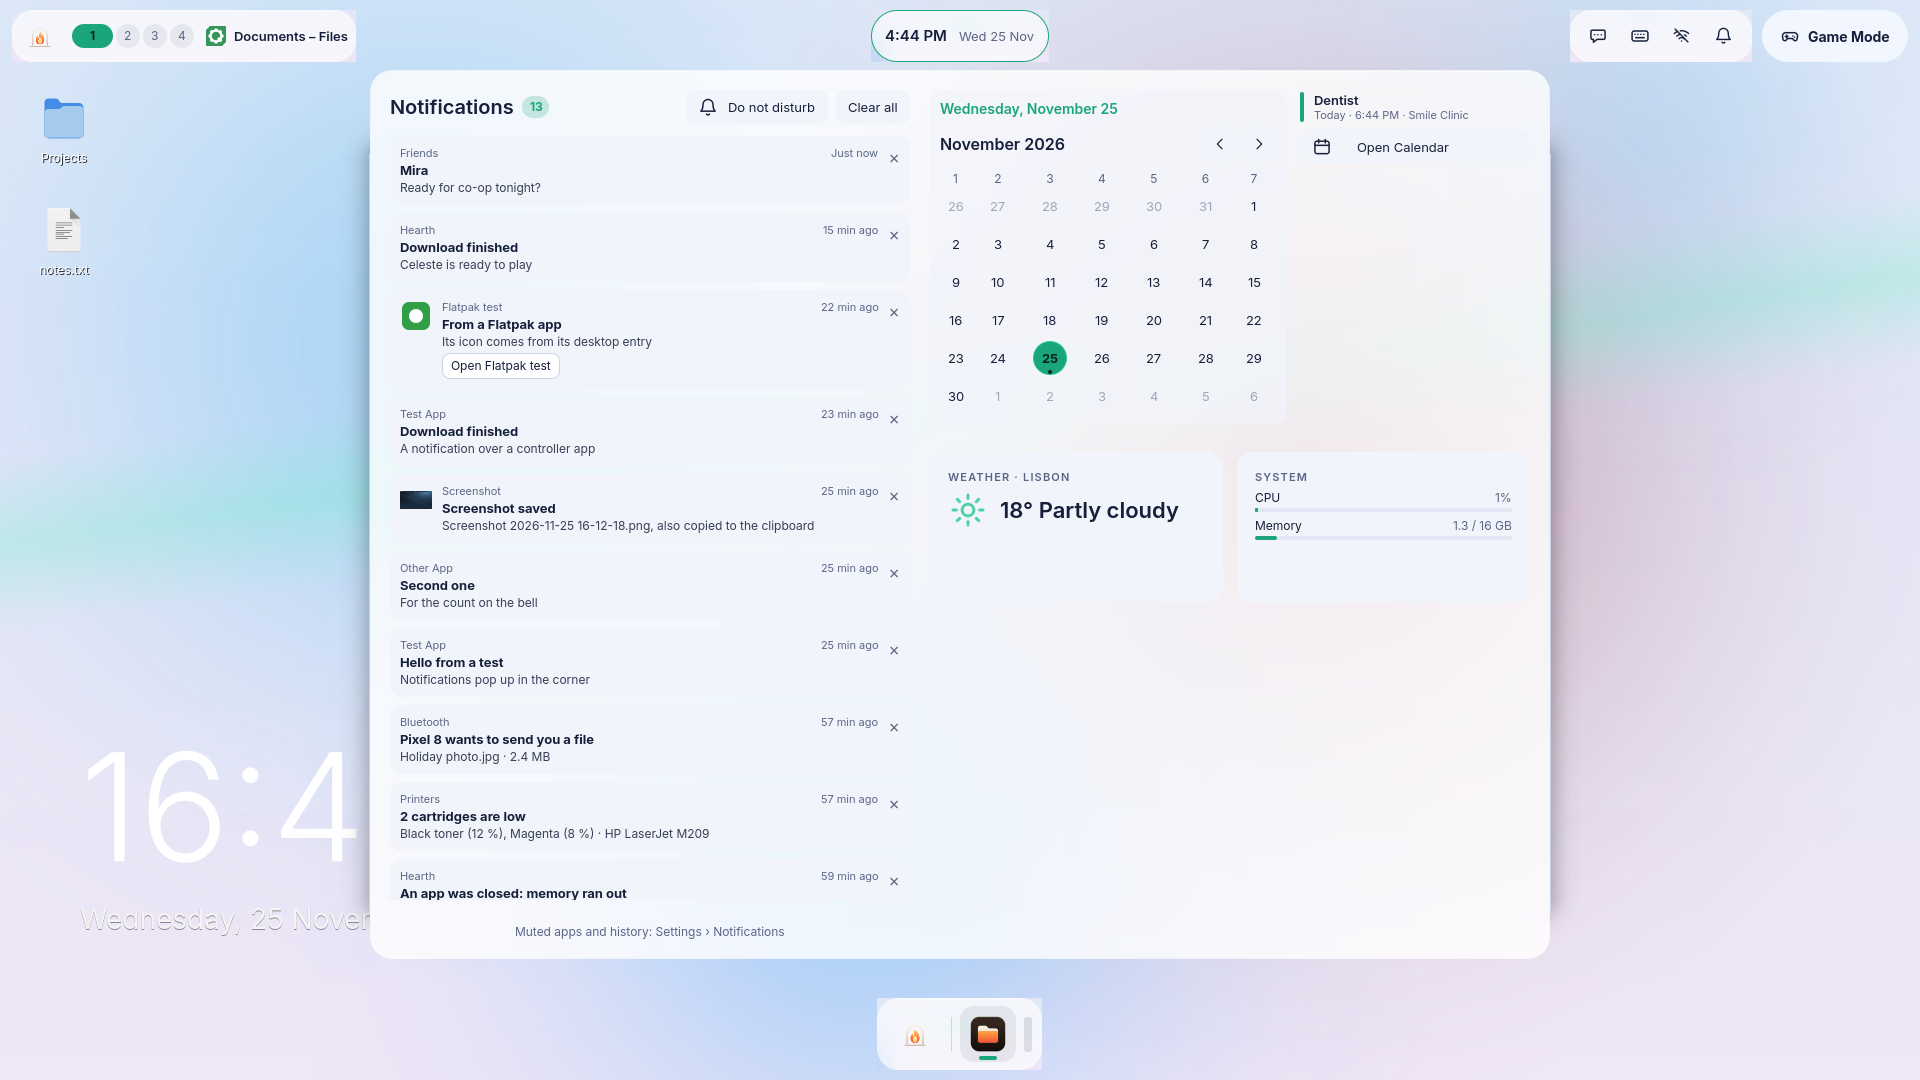 1 2 3 4 Documents – Files
4:44 PM Wed 25 Nov
Game Mode
Projects
notes.txt
16:4
Wednesday, 25 Nover
Notifications 13
Do not disturb
Clear all
Friends
Just now
Mira
Ready for co-op tonight?
Hearth
15 min ago
Download finished
Celeste is ready to play
Flatpak test
22 min ago
From a Flatpak app
Its icon comes from its desktop entry
Open Flatpak test
Test App
23 min ago
Download finished
A notification over a controller app
Screenshot
25 min ago
Screenshot saved
Screenshot 2026-11-25 16-12-18.png, also copied to the clipboard
Other App
25 min ago
Second one
For the count on the bell
Test App
25 min ago
Hello from a test
Notifications pop up in the corner
Bluetooth
57 min ago
Pixel 8 wants to send you a file
Holiday photo.jpg · 2.4 MB
Printers
57 min ago
2 cartridges are low
Black toner (12 %), Magenta (8 %) · HP LaserJet M209
Hearth
59 min ago
An app was closed: memory ran out
Muted apps and history: Settings › Notifications
Wednesday, November 25
November 2026
1 2 3 4 5 6 7
26 27 28 29 30 31 1
2 3 4 5 6 7 8
9 10 11 12 13 14 15
16 17 18 19 20 21 22
23 24 25 26 27 28 29
30 1 2 3 4 5 6
Dentist
Today · 6:44 PM · Smile Clinic
Open Calendar
WEATHER · LISBON
18° Partly cloudy
SYSTEM
CPU 1%
Memory 1.3 / 16 GB